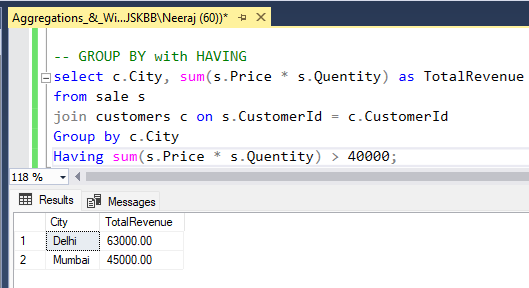 Aggregations_&_Wi...JSKBB\Neeraj (60))*
-- GROUP BY with HAVING
select c.City, sum(s.Price * s.Quentity) as TotalRevenue
from sale s
join customers c on s.CustomerId = c.CustomerId
Group by c.City
Having sum(s.Price * s.Quentity) > 40000;
118 %
Results Messages
City TotalRevenue
1 Delhi 63000.00
2 Mumbai 45000.00